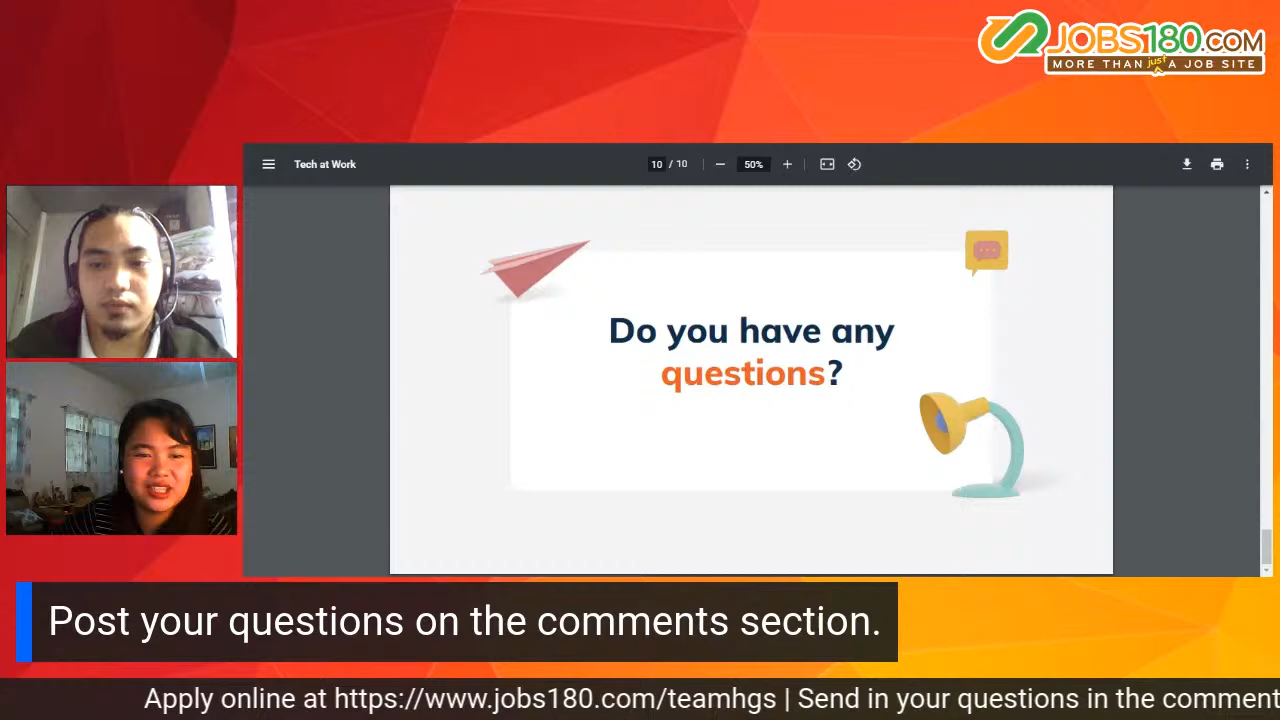 JOBS180.COM
MORE THAN just A JOB SITE
Tech at Work
10 / 10
50%
Do you have any
questions?
Post your questions on the comments section.
Apply online at https://www.jobs180.com/teamhgs | Send in your questions in the comment